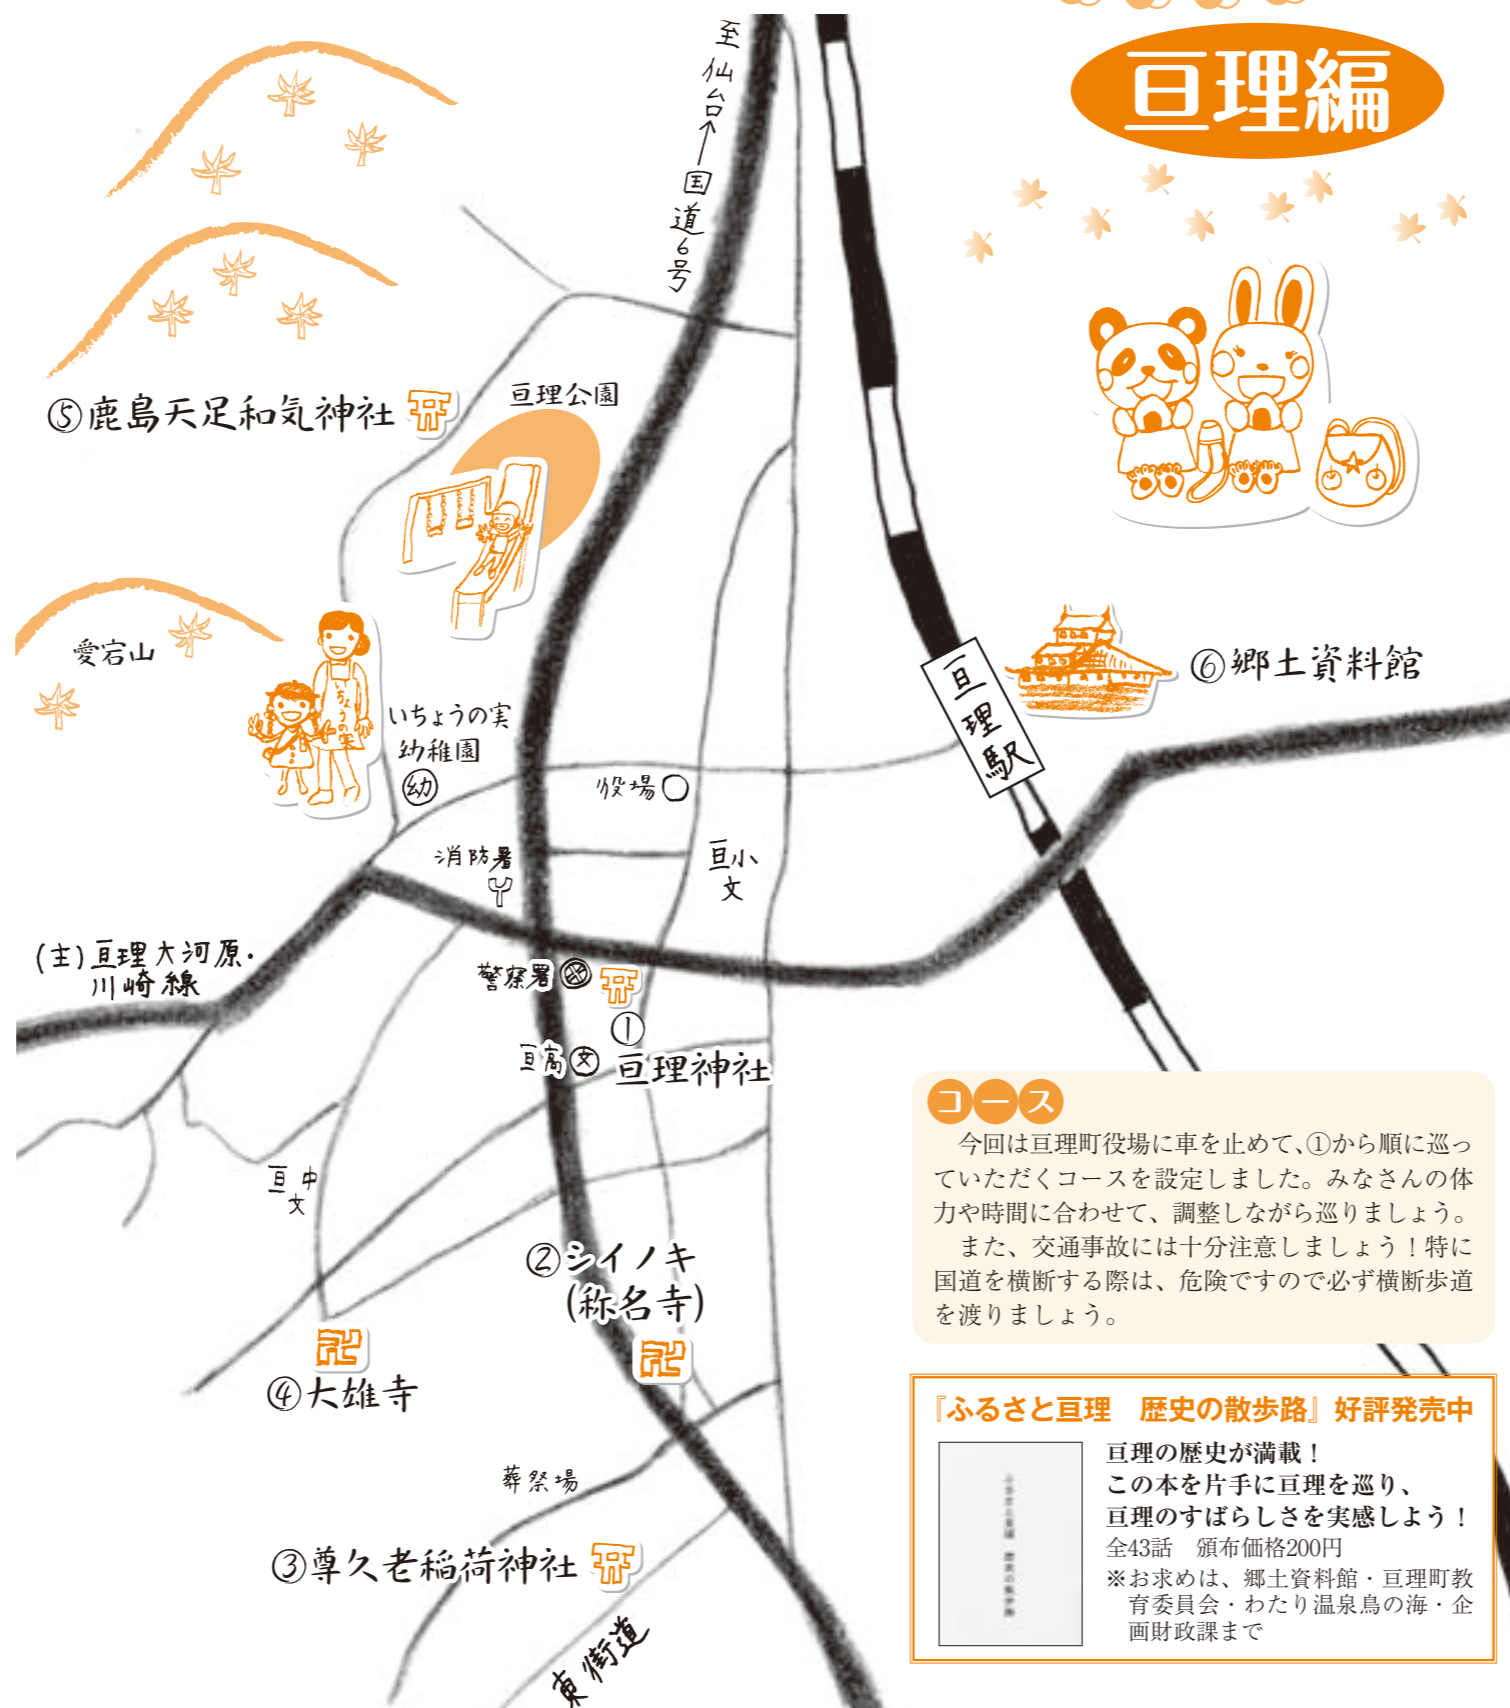 亘理編
至仙台←国道6号
⑤鹿島天足和気神社
亘理公園
愛宕山
いちょうの実
いちょうの実
幼稚園
幼
亘理駅
⑥郷土資料館
役場
消防署
亘小
文
(主)亘理大河原・
川崎線
警察署
①
亘理神社
亘高文
亘中
文
②シイノキ
(称名寺)
④大雄寺
葬祭場
③尊久老稲荷神社
東街道
コース
今回は亘理町役場に車を止めて、①から順に巡っ
ていただくコースを設定しました。みなさんの体
力や時間に合わせて、調整しながら巡りましょう。
また、交通事故には十分注意しましょう！特に
国道を横断する際は、危険ですので必ず横断歩道
を渡りましょう。
『ふるさと亘理　歴史の散歩路』好評発売中
亘理の歴史が満載！
この本を片手に亘理を巡り、
亘理のすばらしさを実感しよう！
全43話　頒布価格200円
※お求めは、郷土資料館・亘理町教
育委員会・わたり温泉鳥の海・企
画財政課まで